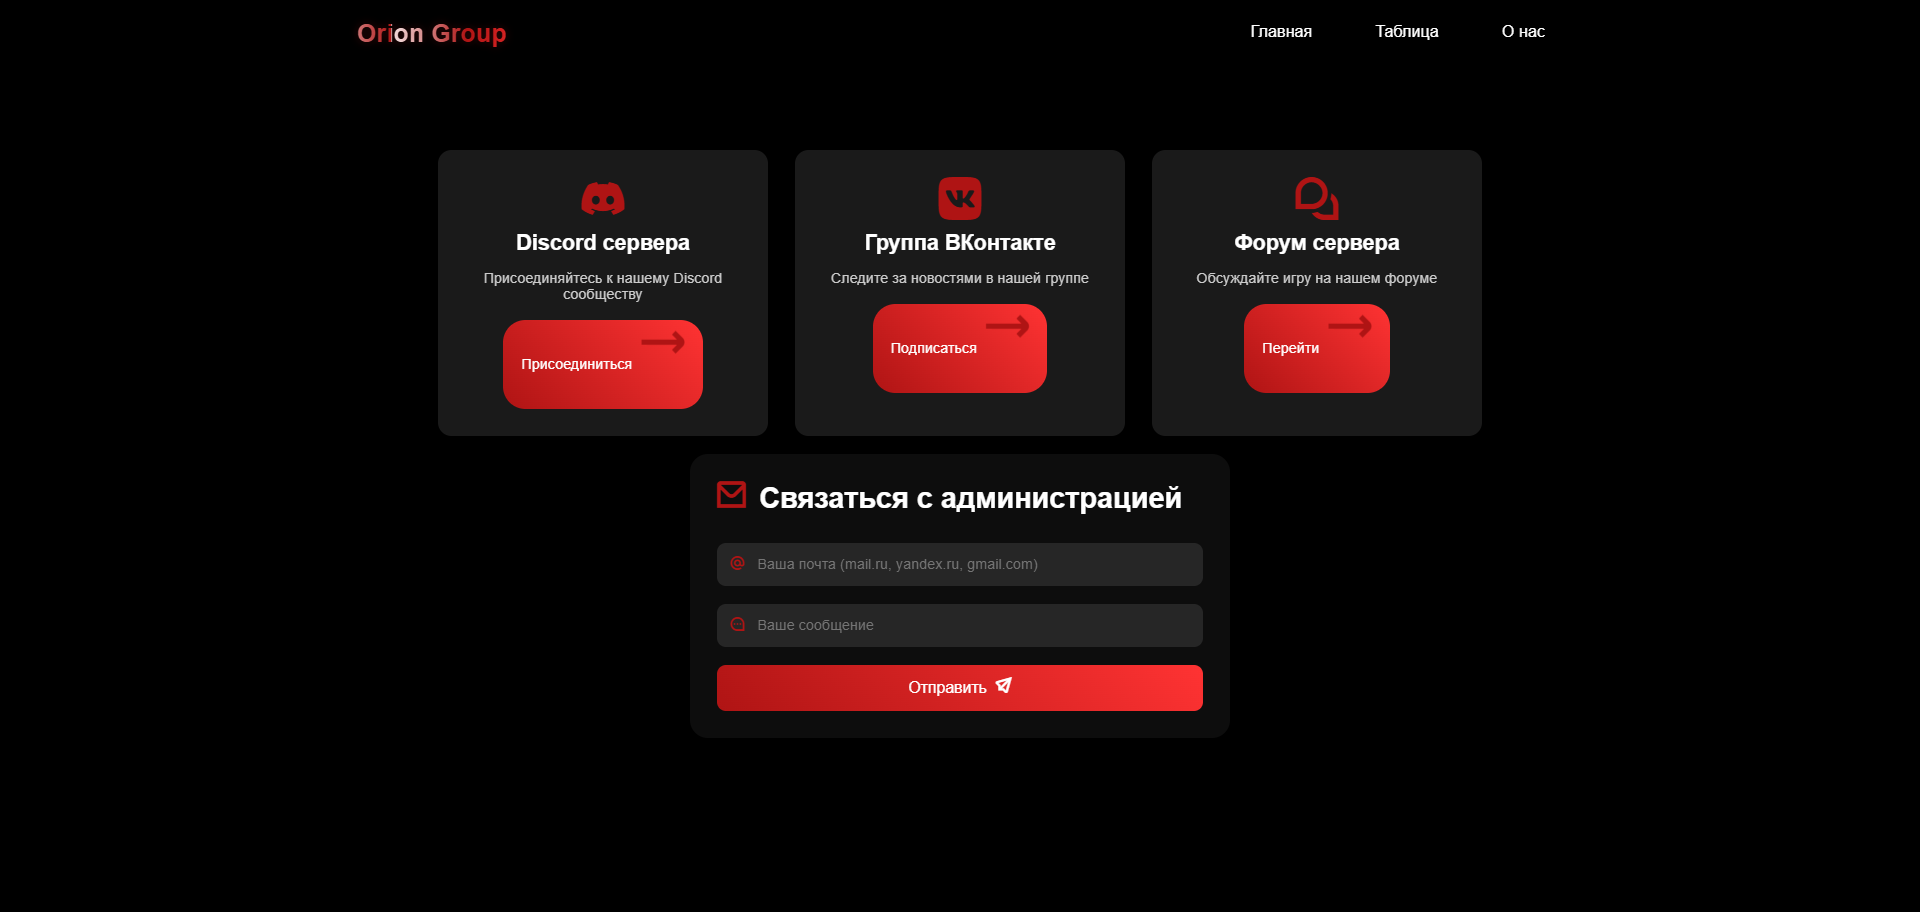 Orion Group
Главная
Таблица
О нас
Discord сервера
Присоединяйтесь к нашему Discord
сообществу
Присоединиться
Группа ВКонтакте
Следите за новостями в нашей группе
Подписаться
Форум сервера
Обсуждайте игру на нашем форуме
Перейти
Связаться с администрацией
Ваша почта (mail.ru, yandex.ru, gmail.com)
Ваше сообщение
Отправить